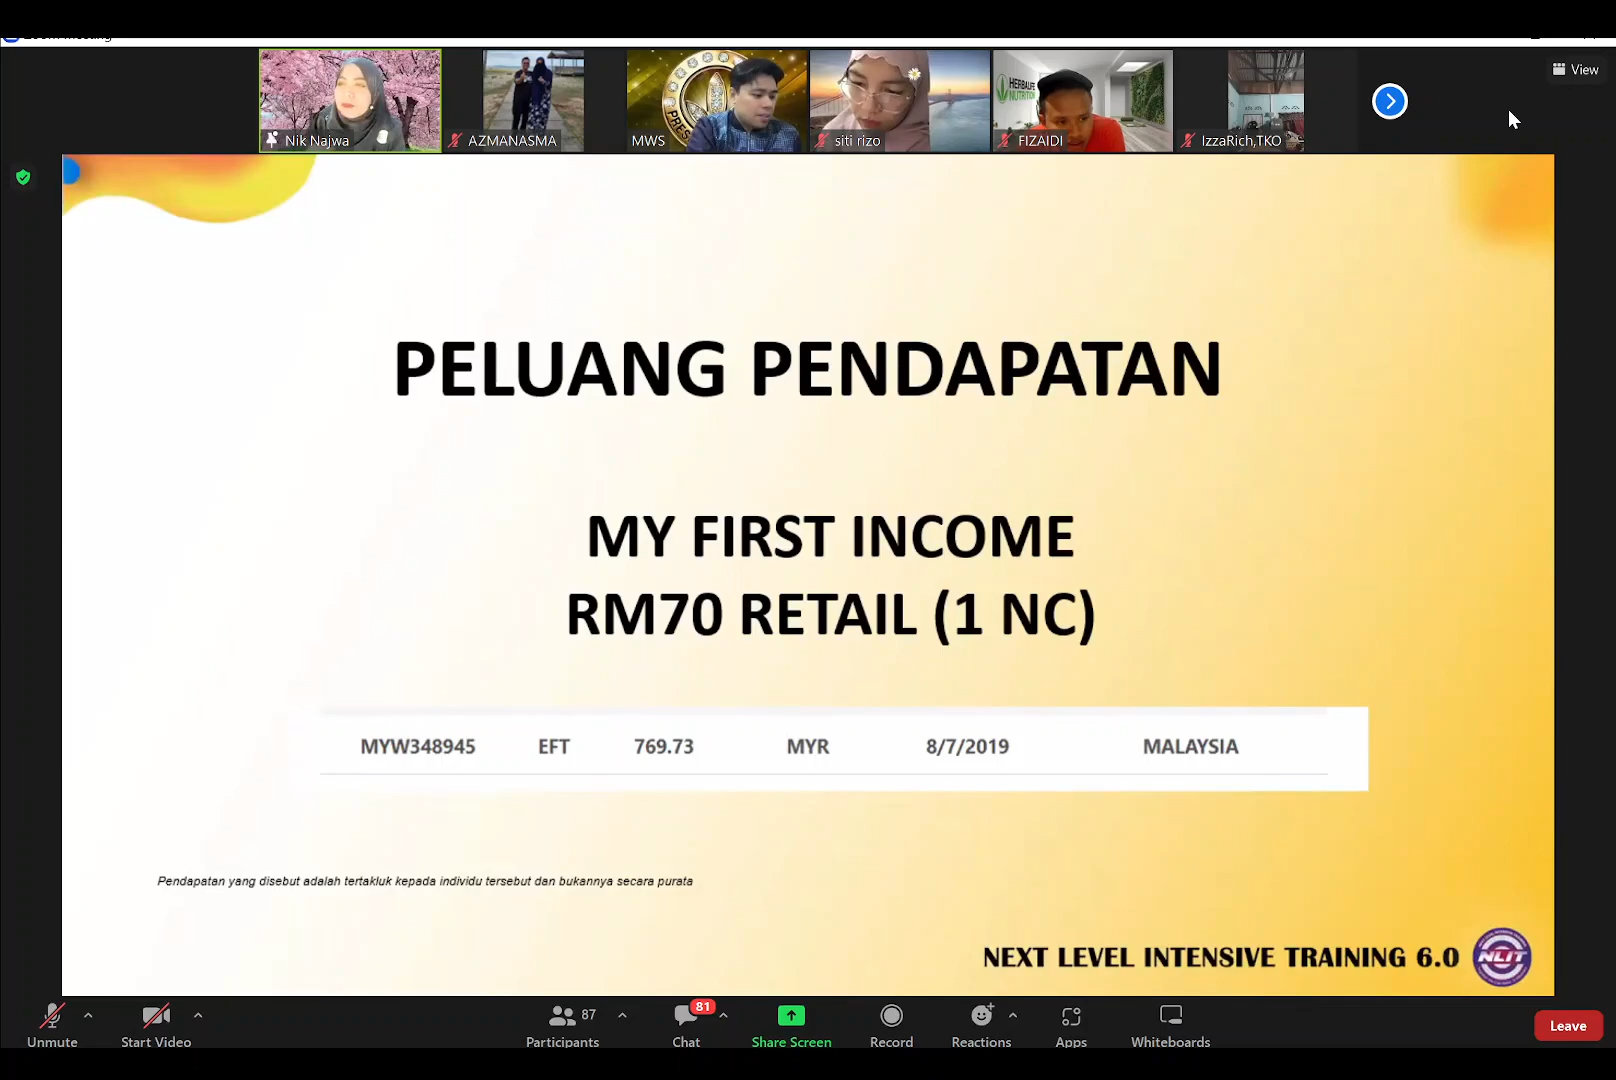 View
HERBALIFE
NUTRITION
PRES
Nik Najwa
AZMANASMA
MWS
siti rizo
FIZAIDI
IzzaRich,TKO
PELUANG PENDAPATAN
MY FIRST INCOME
RM70 RETAIL (1 NC)
MYW348945 EFT 769.73 MYR 8/7/2019 MALAYSIA
Pendapatan yang disebut adalah tertakluk kepada individu tersebut dan bukannya secara purata
NEXT LEVEL INTENSIVE TRAINING 6.0 NLIT
87
81
Unmute Start Video Participants Chat Share Screen Record Reactions Apps Whiteboards Leave